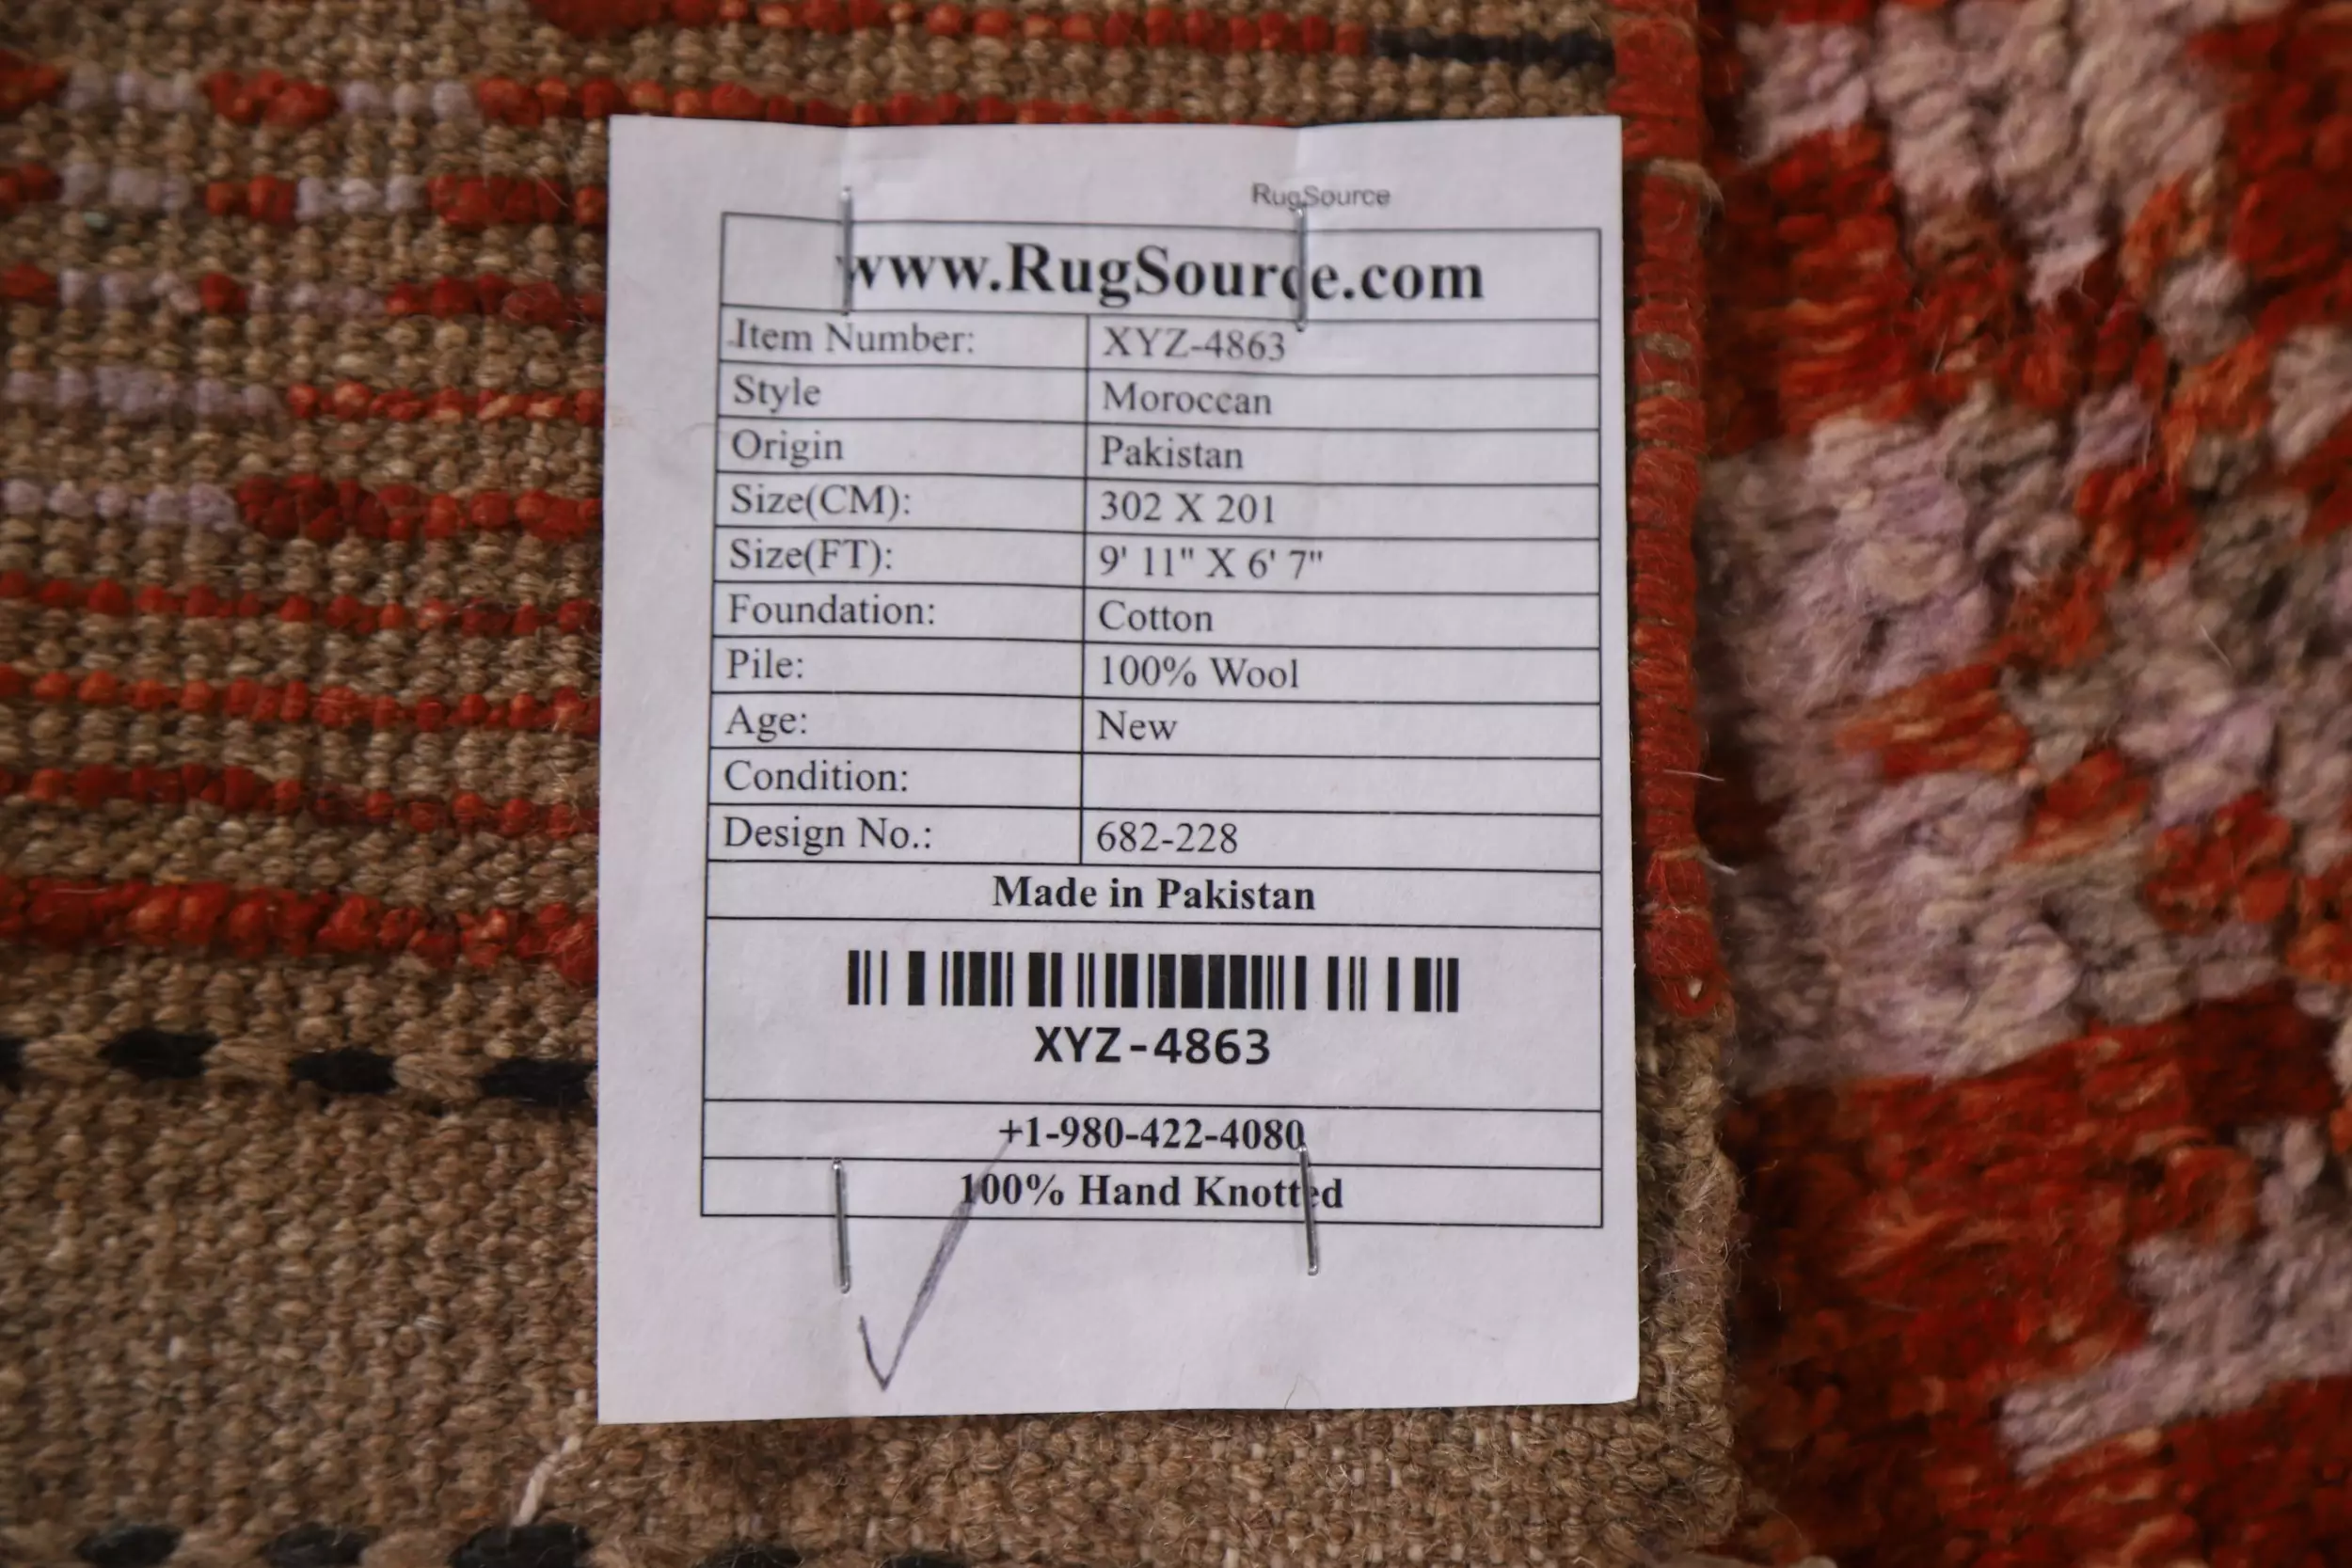 RugSource
www.RugSource.com
Item Number: XYZ-4863
Style Moroccan
Origin Pakistan
Size(CM): 302 X 201
Size(FT): 9' 11" X 6' 7"
Foundation: Cotton
Pile: 100% Wool
Age: New
Condition:
Design No.: 682-228
Made in Pakistan
XYZ-4863
+1-980-422-4080
100% Hand Knotted